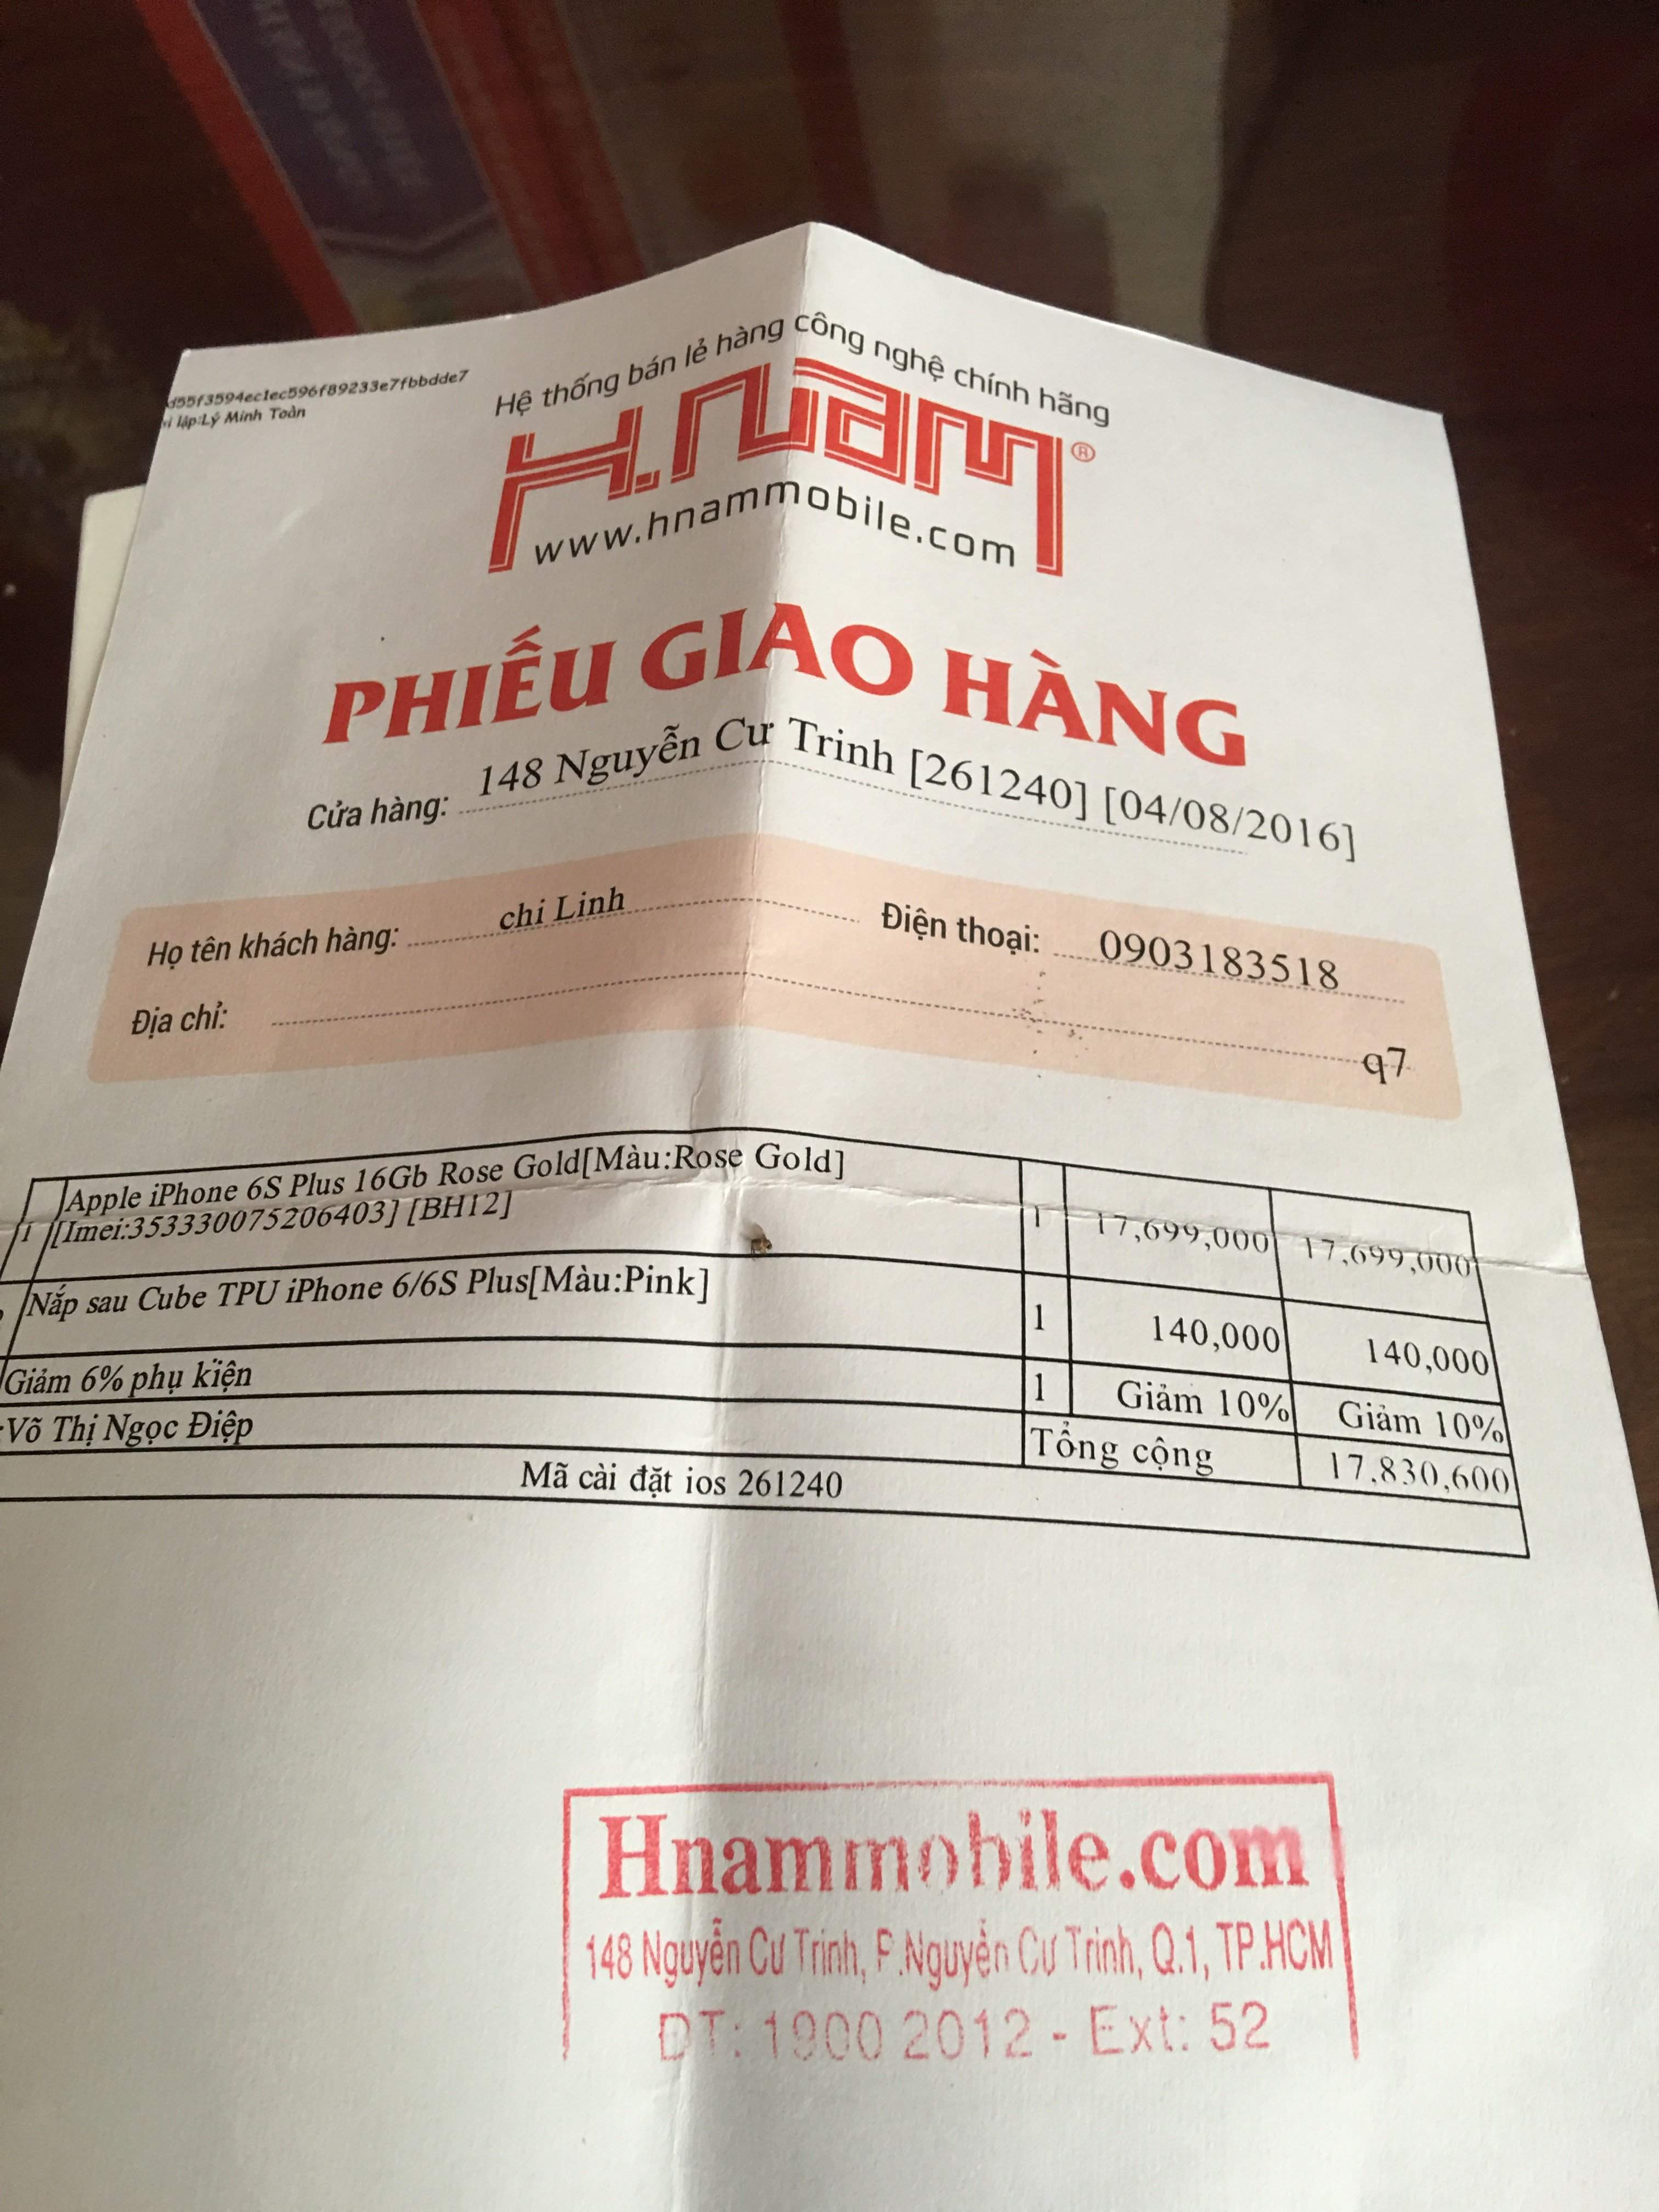 d55f3594ec1ec596f89233e7fbbdde7
lập:Lý Minh Toàn
Hệ thống bán lẻ hàng công nghệ chính hãng
H.NAM®
www.hnammobile.com
PHIẾU GIAO HÀNG
Cửa hàng: 148 Nguyễn Cư Trinh [261240] [04/08/2016]
Họ tên khách hàng: chi Linh Điện thoại: 0903183518
Địa chỉ: q7
1 Apple iPhone 6S Plus 16Gb Rose Gold[Màu:Rose Gold] 1 17,699,000 17,699,000
[Imei:353330075206403] [BH12]
Nắp sau Cube TPU iPhone 6/6S Plus[Màu:Pink] 1 140,000 140,000
Giảm 6% phụ kiện 1 Giảm 10% Giảm 10%
:Võ Thị Ngọc Điệp Tổng cộng 17,830,600
Mã cài đặt ios 261240
Hnammobile.com
148 Nguyễn Cư Trinh, P.Nguyễn Cư Trinh, Q.1, TP.HCM
ĐT: 1900 2012 - Ext: 52